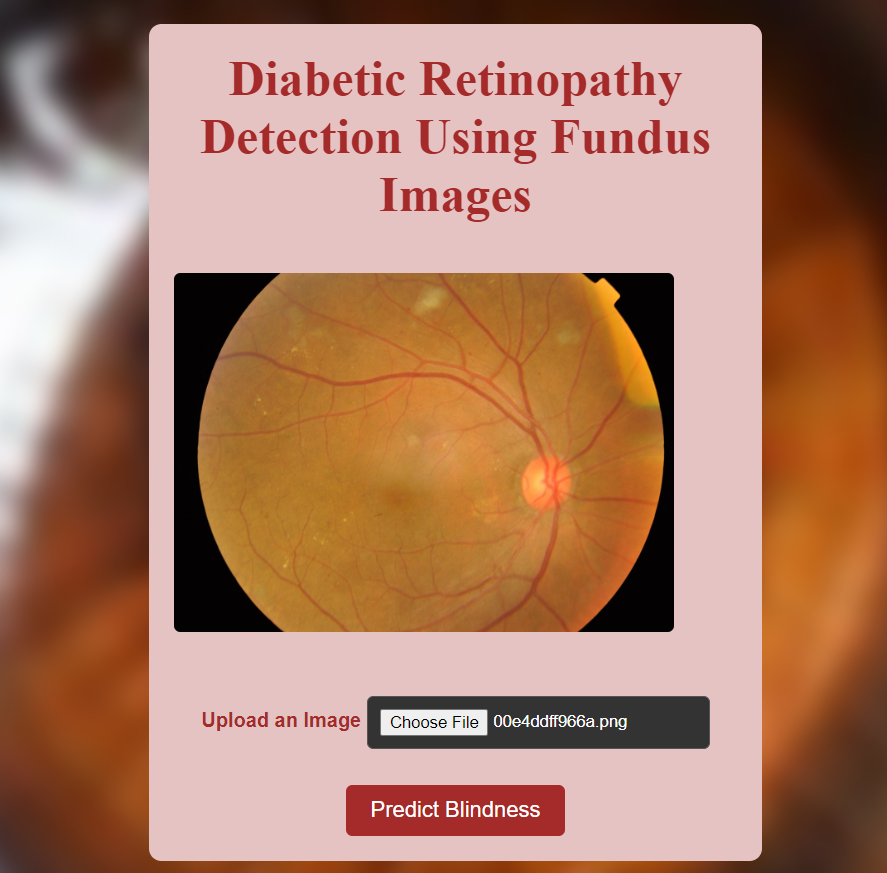 Diabetic Retinopathy
Detection Using Fundus
Images
Upload an Image Choose File 00e4ddff966a.png
Predict Blindness